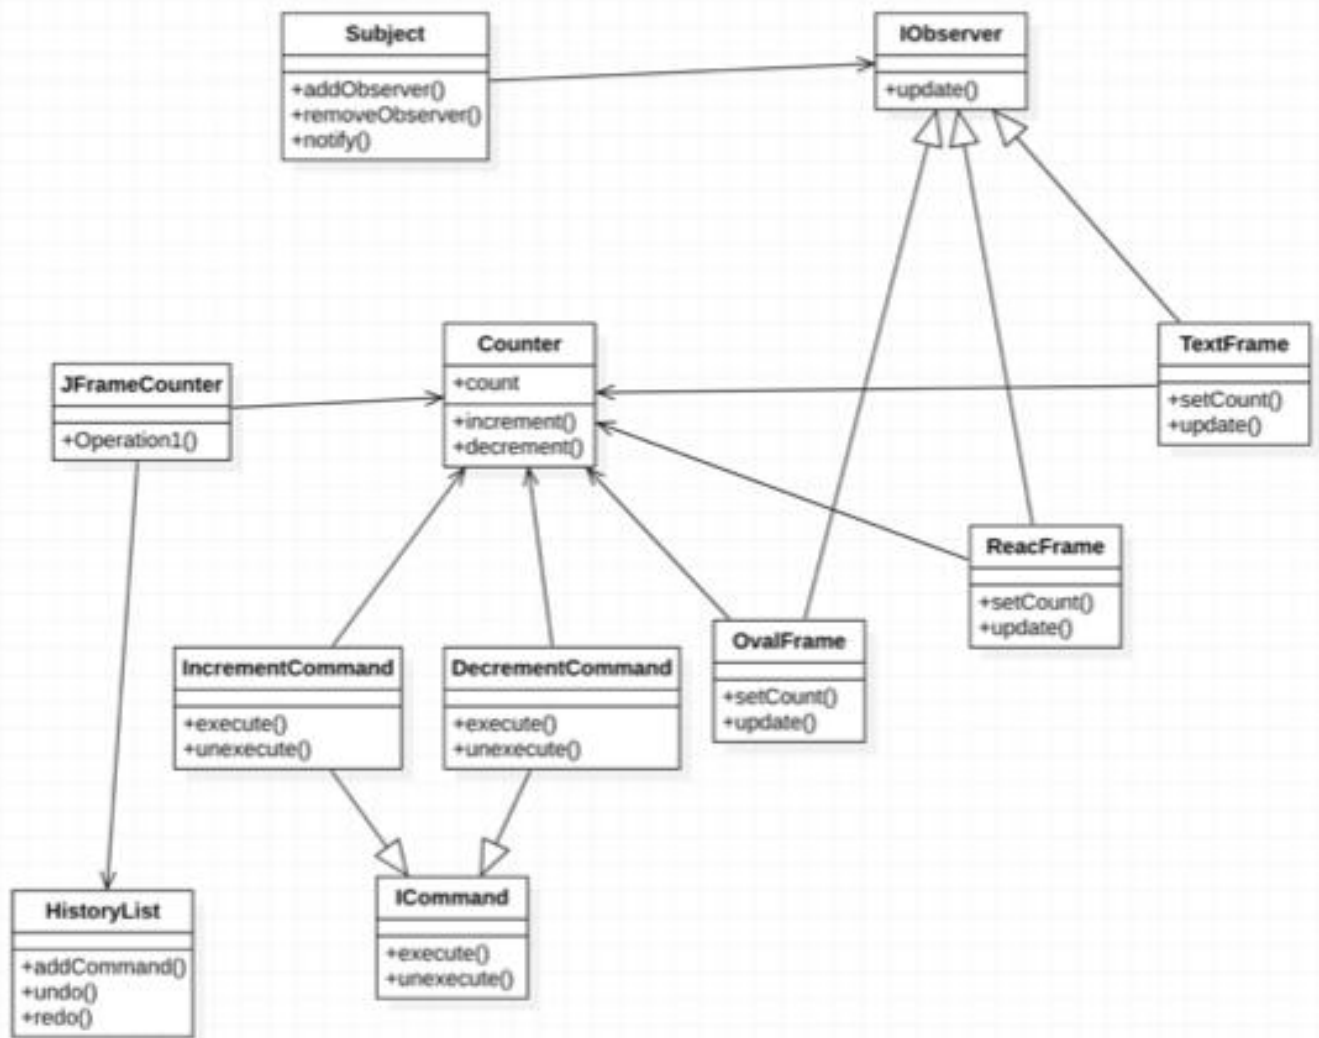 Subject
+addObserver()
+removeObserver()
+notify()
IObserver
+update()
Counter
+count
+increment()
+decrement()
TextFrame
+setCount()
+update()
JFrameCounter
+Operation1()
ReacFrame
+setCount()
+update()
OvalFrame
+setCount()
+update()
IncrementCommand
+execute()
+unexecute()
DecrementCommand
+execute()
+unexecute()
HistoryList
+addCommand()
+undo()
+redo()
ICommand
+execute()
+unexecute()